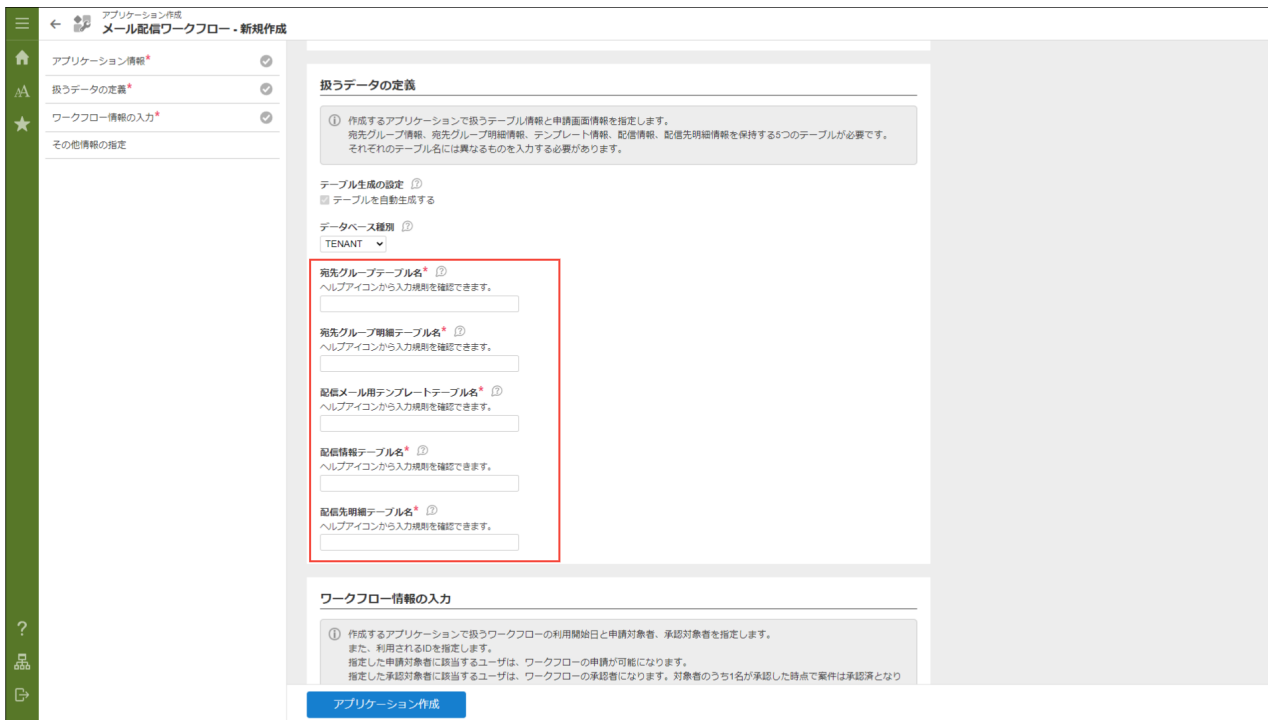 アプリケーション作成
メール配信ワークフロー - 新規作成
アプリケーション情報*
扱うデータの定義*
ワークフロー情報の入力*
その他情報の指定
扱うデータの定義
作成するアプリケーションで扱うテーブル情報と申請画面情報を指定します。
宛先グループ情報、宛先グループ明細情報、テンプレート情報、配信情報、配信先明細情報を保持する5つのテーブルが必要です。
それぞれのテーブル名には異なるものを入力する必要があります。
テーブル生成の設定
テーブルを自動生成する
データベース種別
TENANT
宛先グループテーブル名*
ヘルプアイコンから入力規則を確認できます。
宛先グループ明細テーブル名*
ヘルプアイコンから入力規則を確認できます。
配信メール用テンプレートテーブル名*
ヘルプアイコンから入力規則を確認できます。
配信情報テーブル名*
ヘルプアイコンから入力規則を確認できます。
配信先明細テーブル名*
ヘルプアイコンから入力規則を確認できます。
ワークフロー情報の入力
作成するアプリケーションで扱うワークフローの利用開始日と申請対象者、承認対象者を指定します。
また、利用されるIDを指定します。
指定した申請対象者に該当するユーザは、ワークフローの申請が可能になります。
指定した承認対象者に該当するユーザは、ワークフローの承認者になります。対象者のうち1名が承認した時点で案件は承認済となり
アプリケーション作成